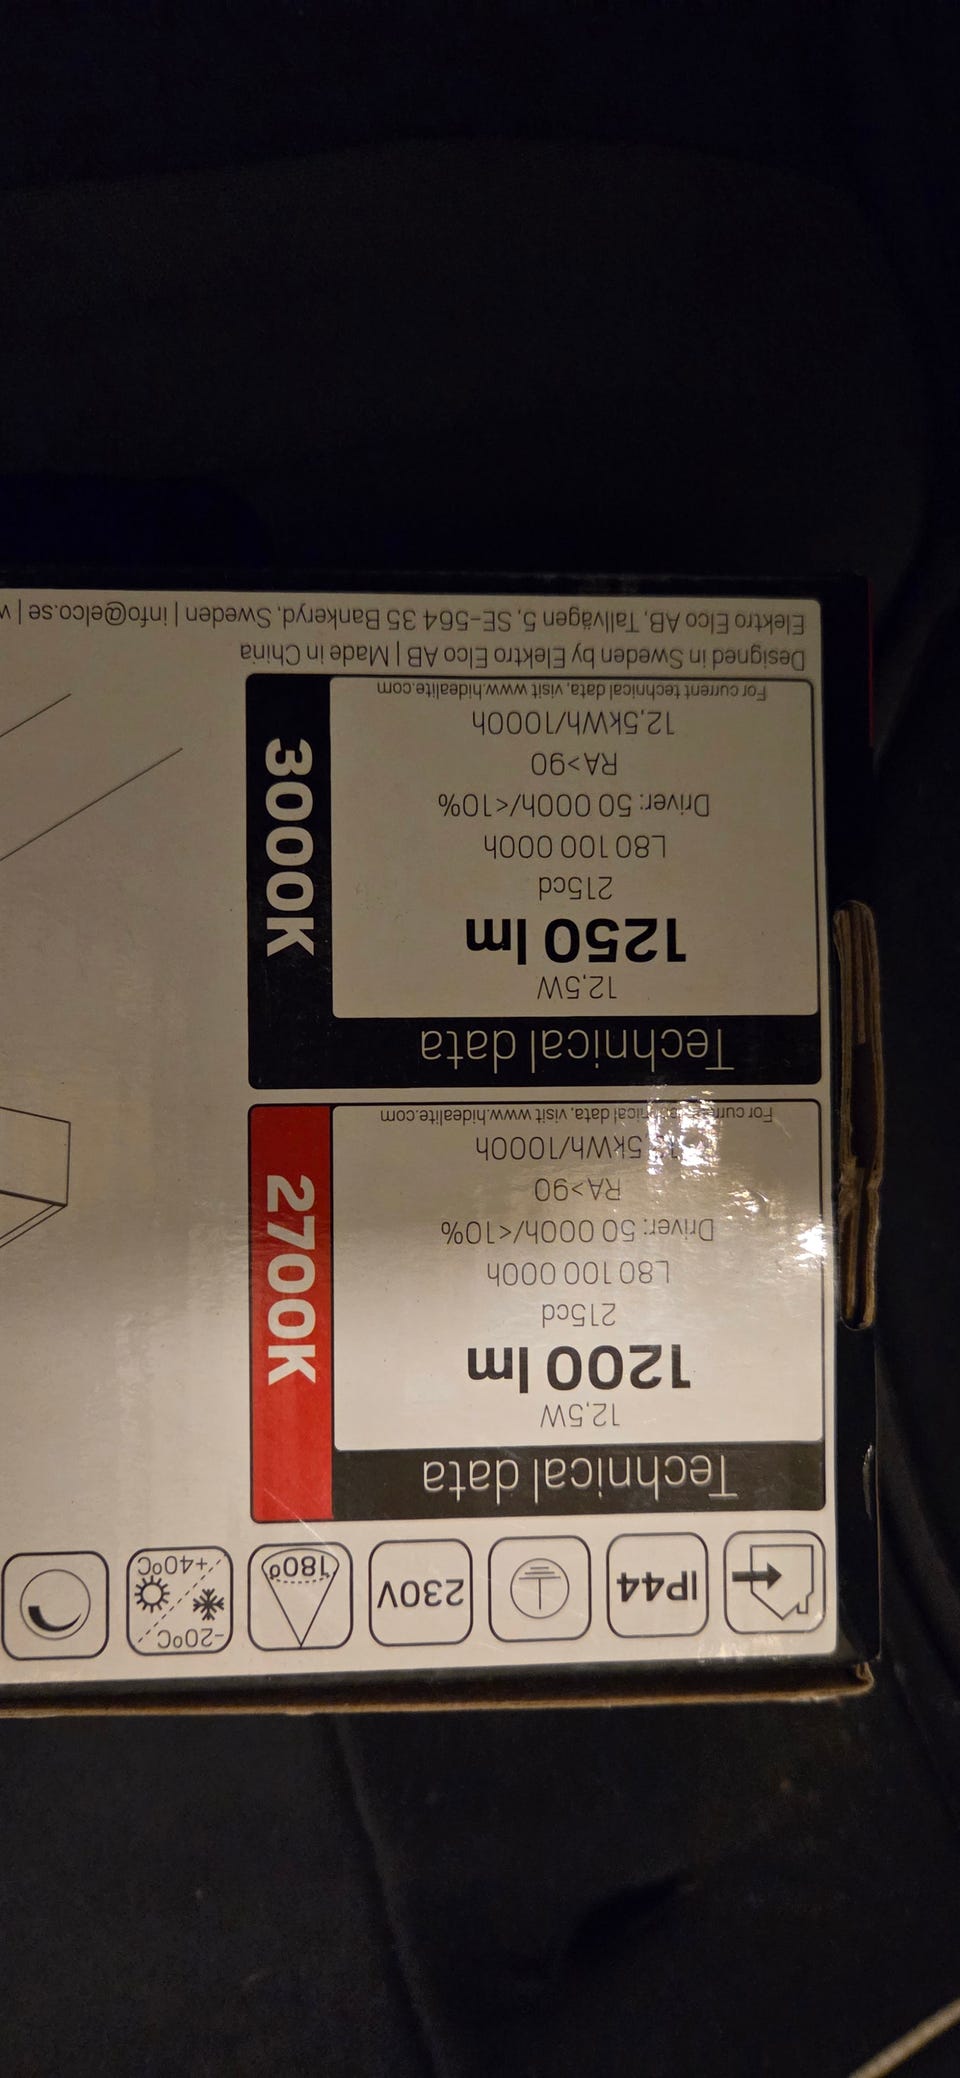 IP44
230V
180°
-20°C
+40°C
Technical data
12,5W
1200 lm
215cd
L80 100 000h
Driver: 50 000h/<10%
RA>90
5kWh/1000h
For current technical data, visit www.hidealite.com
2700K
Technical data
12,5W
1250 lm
215cd
L80 100 000h
Driver: 50 000h/<10%
RA>90
12,5kWh/1000h
For current technical data, visit www.hidealite.com
3000K
Designed in Sweden by Elektro Elco AB | Made in China
Elektro Elco AB, Tallvägen 5, SE-564 35 Bankeryd, Sweden | info@elco.se |